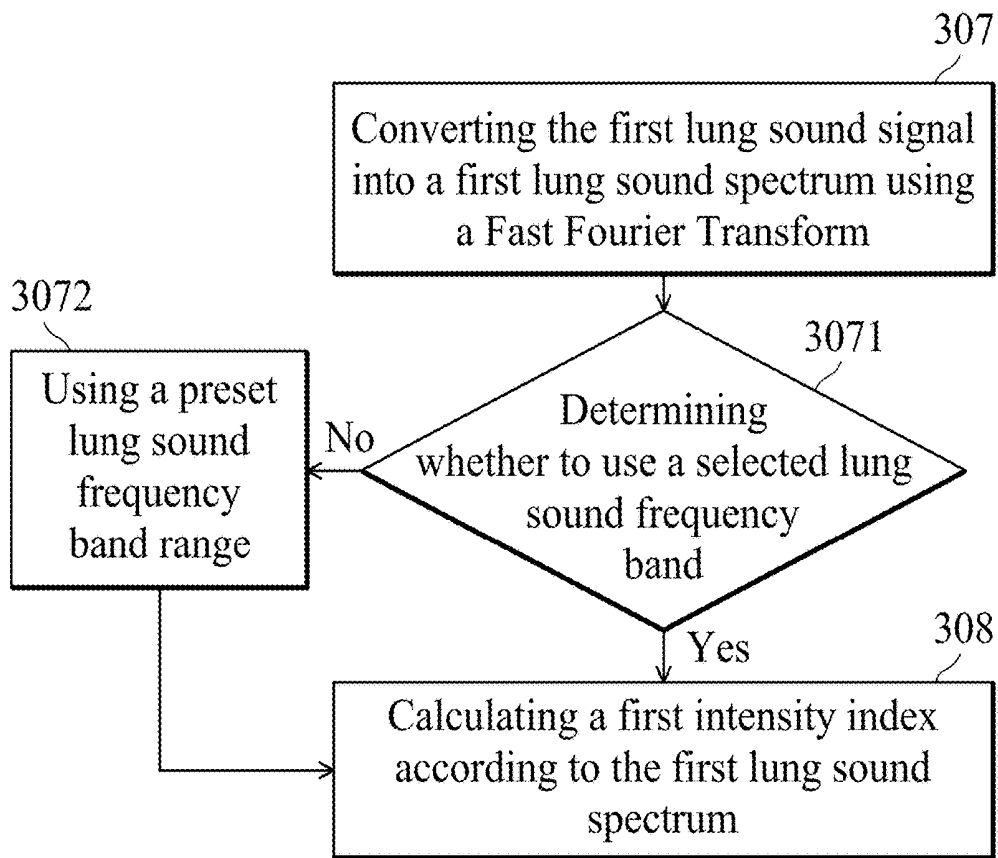 307
Converting the first lung sound signal
into a first lung sound spectrum using
a Fast Fourier Transform
3072
Using a preset
lung sound
frequency
band range
No
3071
Determining
whether to use a selected lung
sound frequency
band
Yes
308
Calculating a first intensity index
according to the first lung sound
spectrum